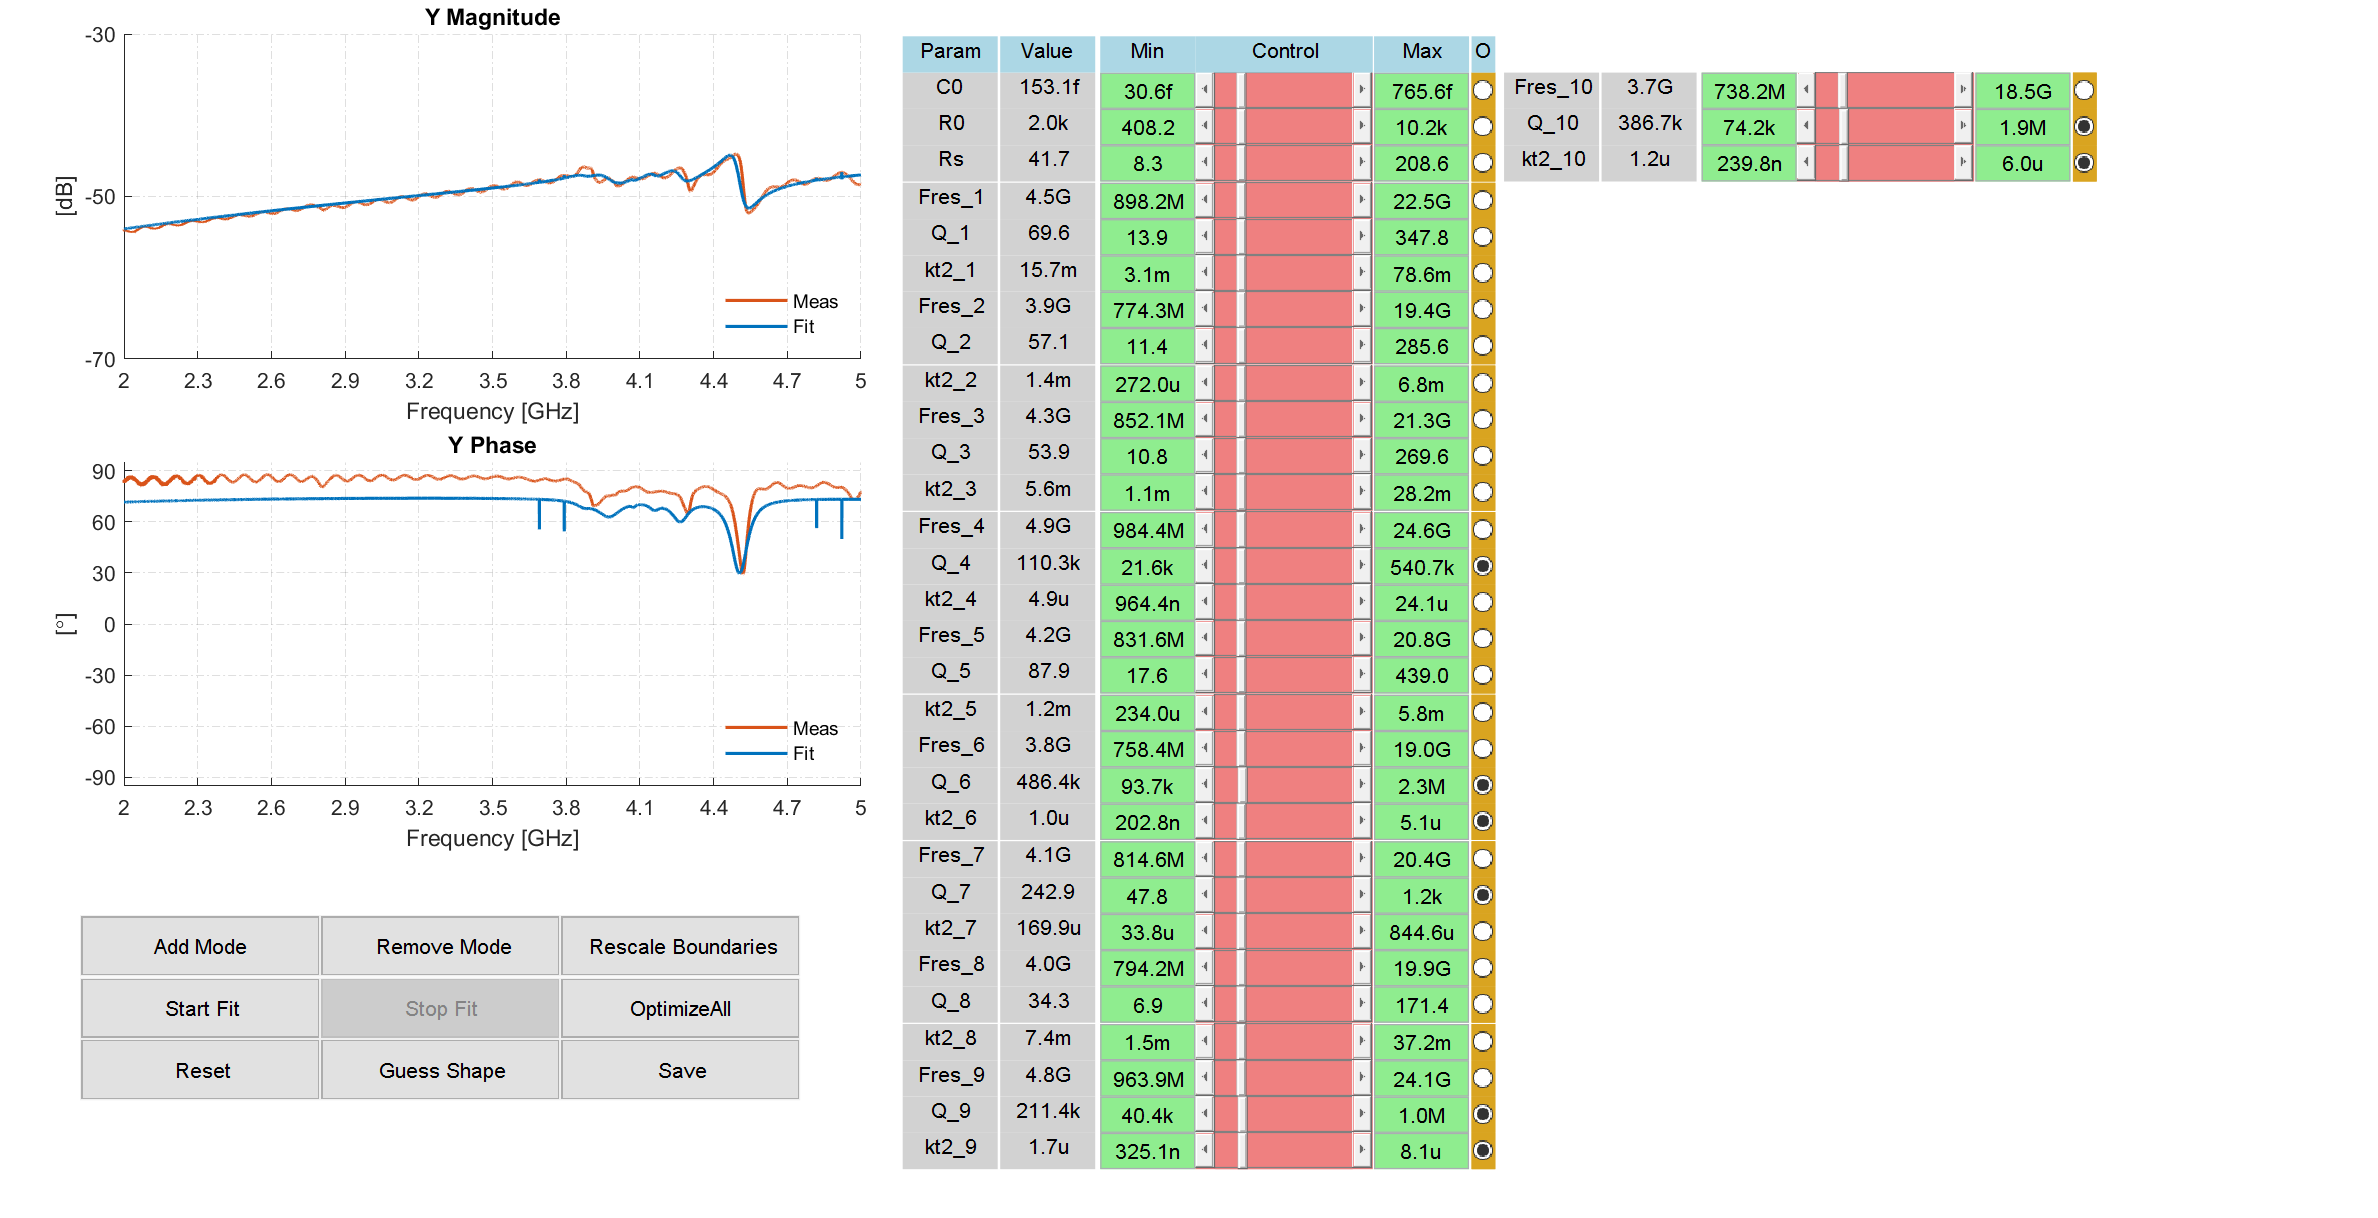 Y Magnitude
-30
-50
-70
[dB]
2 2.3 2.6 2.9 3.2 3.5 3.8 4.1 4.4 4.7 5
Frequency [GHz]
Meas
Fit
Y Phase
90
60
30
0
-30
-60
-90
[°]
2 2.3 2.6 2.9 3.2 3.5 3.8 4.1 4.4 4.7 5
Frequency [GHz]
Meas
Fit
Add Mode Remove Mode Rescale Boundaries
Start Fit Stop Fit OptimizeAll
Reset Guess Shape Save
Param Value Min Control Max O
C0 153.1f 30.6f 765.6f
R0 2.0k 408.2 10.2k
Rs 41.7 8.3 208.6
Fres_1 4.5G 898.2M 22.5G
Q_1 69.6 13.9 347.8
kt2_1 15.7m 3.1m 78.6m
Fres_2 3.9G 774.3M 19.4G
Q_2 57.1 11.4 285.6
kt2_2 1.4m 272.0u 6.8m
Fres_3 4.3G 852.1M 21.3G
Q_3 53.9 10.8 269.6
kt2_3 5.6m 1.1m 28.2m
Fres_4 4.9G 984.4M 24.6G
Q_4 110.3k 21.6k 540.7k
kt2_4 4.9u 964.4n 24.1u
Fres_5 4.2G 831.6M 20.8G
Q_5 87.9 17.6 439.0
kt2_5 1.2m 234.0u 5.8m
Fres_6 3.8G 758.4M 19.0G
Q_6 486.4k 93.7k 2.3M
kt2_6 1.0u 202.8n 5.1u
Fres_7 4.1G 814.6M 20.4G
Q_7 242.9 47.8 1.2k
kt2_7 169.9u 33.8u 844.6u
Fres_8 4.0G 794.2M 19.9G
Q_8 34.3 6.9 171.4
kt2_8 7.4m 1.5m 37.2m
Fres_9 4.8G 963.9M 24.1G
Q_9 211.4k 40.4k 1.0M
kt2_9 1.7u 325.1n 8.1u
Fres_10 3.7G 738.2M 18.5G
Q_10 386.7k 74.2k 1.9M
kt2_10 1.2u 239.8n 6.0u